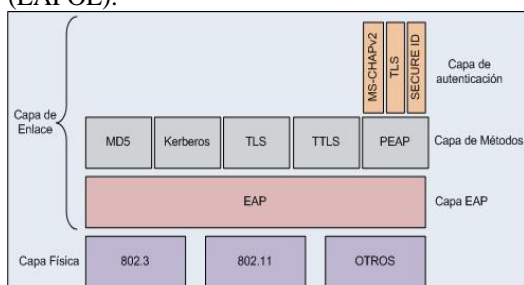 (EAPOL).
MS-CHAPv2
TLS
SECURE ID
Capa de
autenticación
Capa de
Enlace
MD5
Kerberos
TLS
TTLS
PEAP
Capa de Métodos
EAP
Capa EAP
Capa Física
802.3
802.11
OTROS